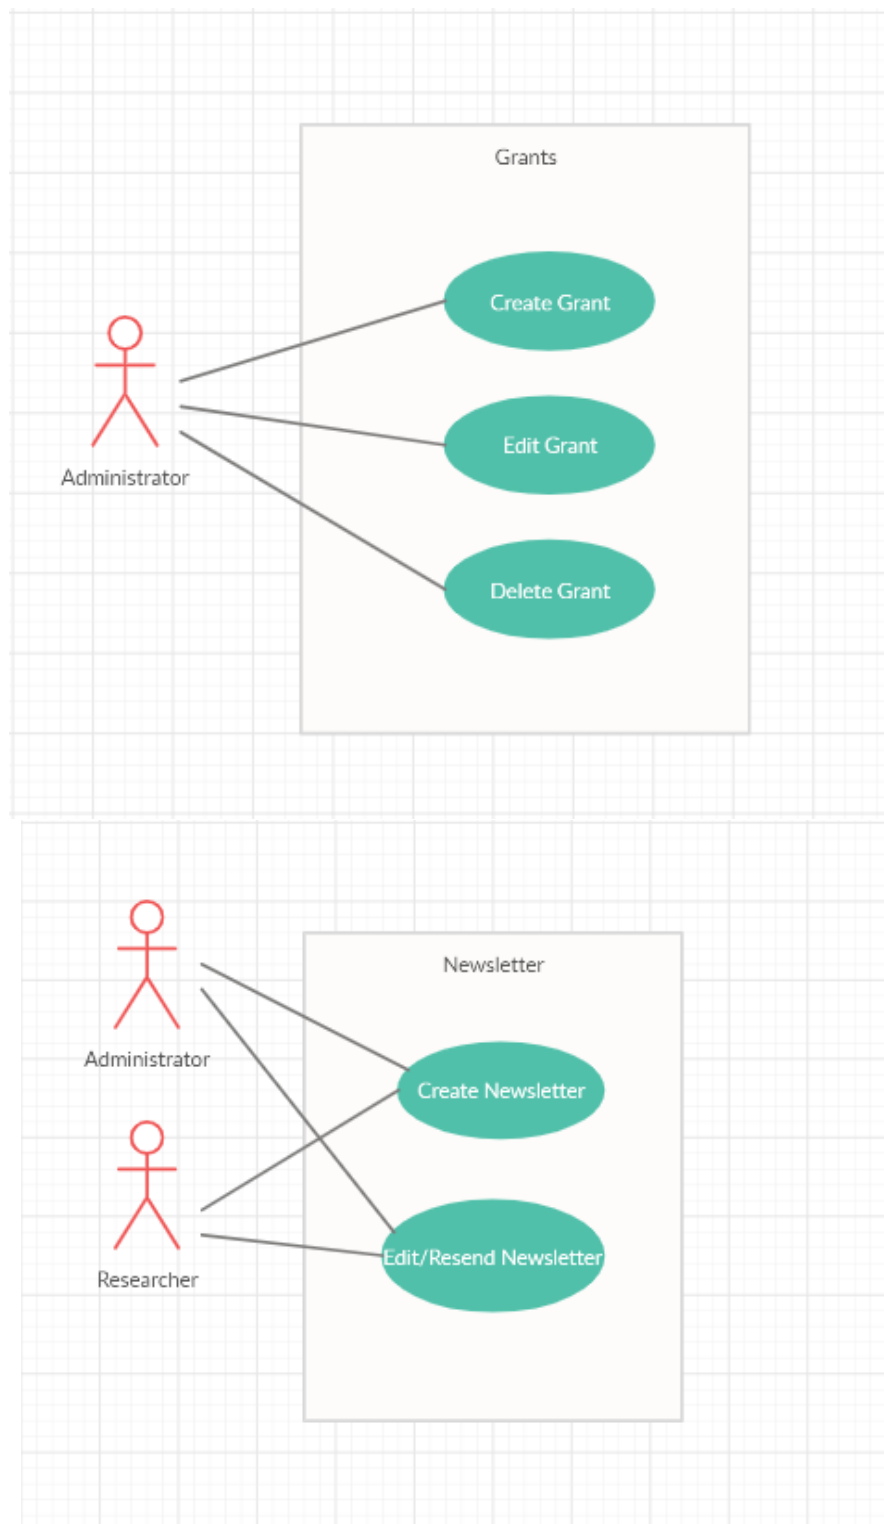 Grants
Create Grant
Edit Grant
Administrator
Delete Grant
Newsletter
Administrator
Create Newsletter
Edit/Resend Newsletter
Researcher